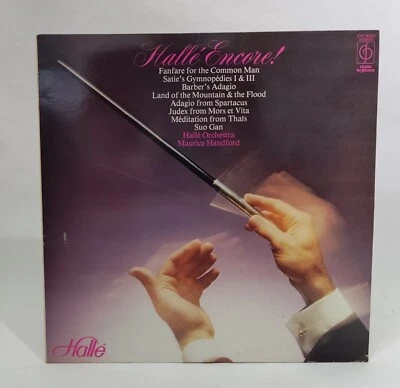 Hallé Encore!
Fanfare for the Common Man
Satie's Gymnopédies I & III
Barber's Adagio
Land of the Mountain & the Flood
Adagio from Spartacus
Judex from Mors et Vita
Méditation from Thaïs
Suo Gan
Hallé Orchestra
Maurice Handford
Hallé